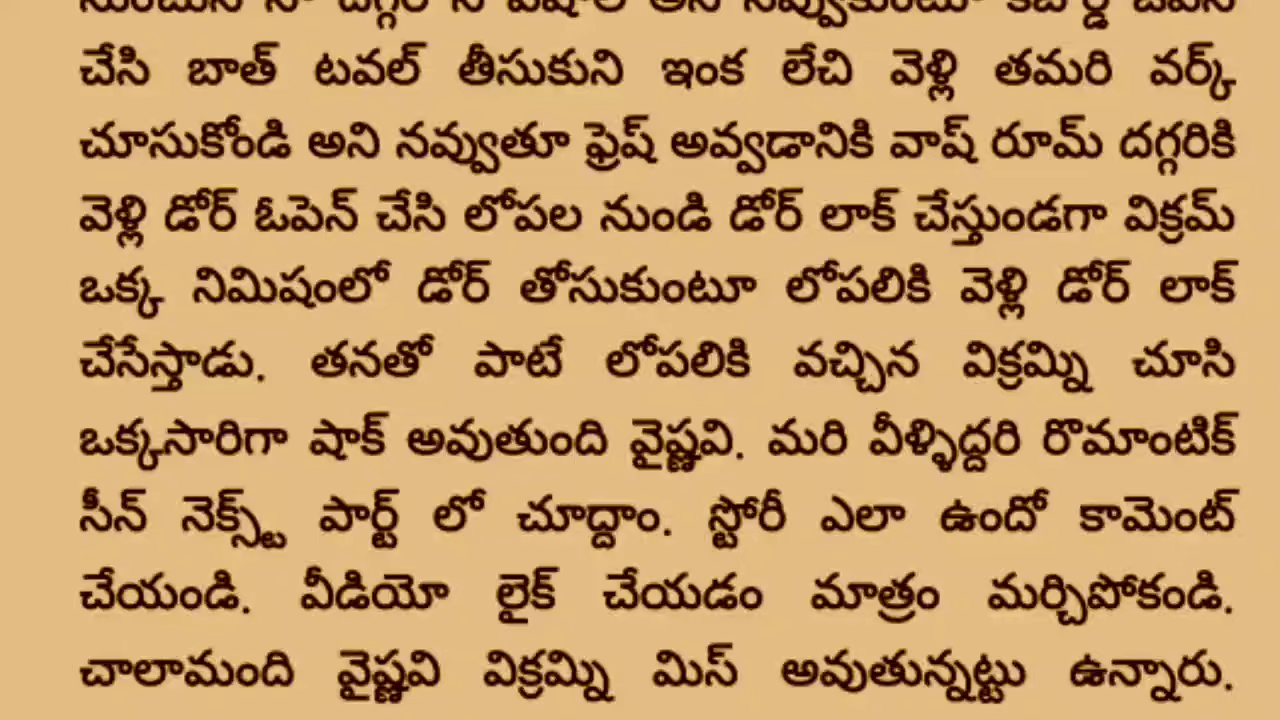 చేసి బాత్ టవల్ తీసుకుని ఇంక లేచి వెళ్లి తమరి వర్క్
చూసుకోండి అని నవ్వుతూ ఫ్రెష్ అవ్వడానికి వాష్ రూమ్ దగ్గరికి
వెళ్లి డోర్ ఓపెన్ చేసి లోపల నుండి డోర్ లాక్ చేస్తుండగా విక్రమ్
ఒక్క నిమిషంలో డోర్ తోసుకుంటూ లోపలికి వెళ్లి డోర్ లాక్
చేసేస్తాడు. తనతో పాటే లోపలికి వచ్చిన విక్రమ్ని చూసి
ఒక్కసారిగా షాక్ అవుతుంది వైష్ణవి. మరి వీళ్ళిద్దరి రొమాంటిక్
సీన్ నెక్స్ట్ పార్ట్ లో చూద్దాం. స్టోరీ ఎలా ఉందో కామెంట్
చేయండి. వీడియో లైక్ చేయడం మాత్రం మర్చిపోకండి.
చాలామంది వైష్ణవి విక్రమ్ని మిస్ అవుతున్నట్టు ఉన్నారు.